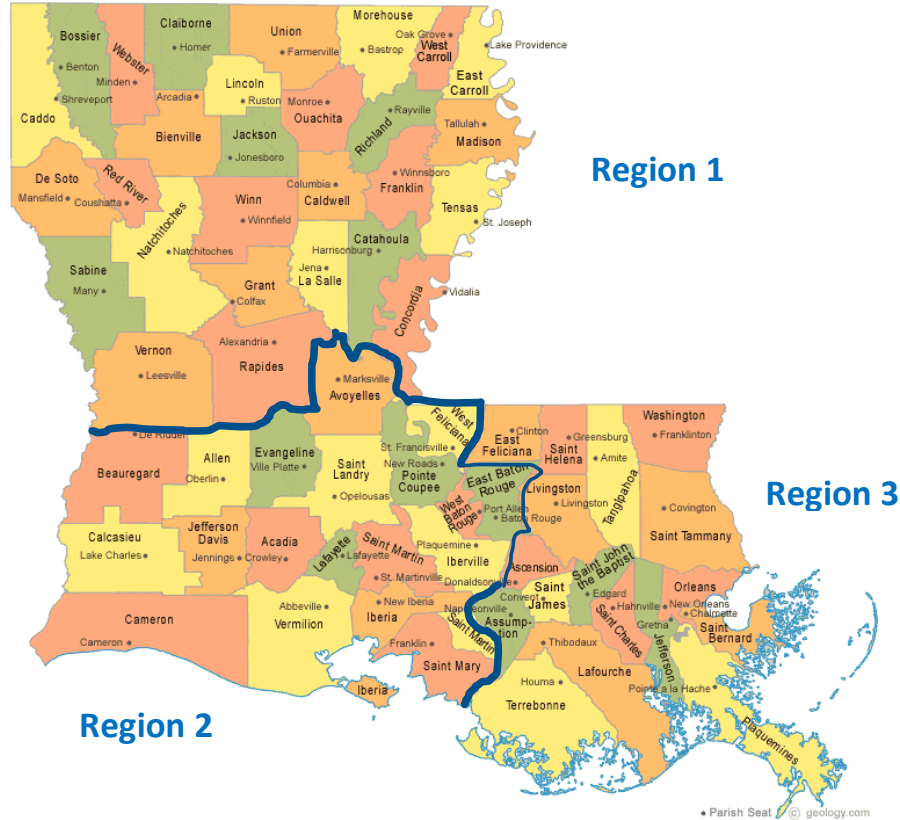 Morehouse
Claiborne
Homer
Union
Farmerville
Bastrop
Oak Grove
West
Carroll
Lake Providence
Bossier
Benton
Webster
Minden
Lincoln
Ruston
East
Carroll
Shreveport
Arcadia
Monroe
Ouachita
Rayville
Richland
Caddo
Bienville
Jackson
Jonesboro
Tallulah
Madison
Region 1
De Soto
Mansfield
Red River
Coushatta
Winn
Winnfield
Columbia
Caldwell
Winnsboro
Franklin
Tensas
St. Joseph
Natchitoches
Natchitoches
Catahoula
Harrisonburg
Sabine
Many
Grant
Colfax
Jena
La Salle
Concordia
Vidalia
Vernon
Leesville
Alexandria
Rapides
Marksville
Avoyelles
West
Feliciana
Clinton
East
Feliciana
Greensburg
Saint
Helena
Washington
Franklinton
De Ridder
Beauregard
Allen
Oberlin
Evangeline
Ville Platte
Saint
Landry
Opelousas
St. Francisville
New Roads
Pointe
Coupee
East Baton
Rouge
Amite
Tangipahoa
Livingston
Livingston
Covington
Saint Tammany
Region 3
West
Baton
Rouge
Port Allen
Baton Rouge
Calcasieu
Lake Charles
Jefferson
Davis
Jennings
Acadia
Crowley
Lafayette
Lafayette
Saint Martin
St. Martinville
Plaquemine
Iberville
Donaldsonville
Ascension
Convent
Saint
James
Saint John
the Baptist
Edgard
Orleans
New Orleans
Hahnville
Chalmette
Gretna
Saint
Bernard
Cameron
Cameron
Abbeville
Vermilion
New Iberia
Iberia
Napoleonville
Assump-
tion
Saint Martin
Saint Charles
Jefferson
Franklin
Saint Mary
Thibodaux
Lafourche
Houma
Terrebonne
Pointe a la Hache
Plaquemines
Iberia
Region 2
Parish Seat
© geology.com